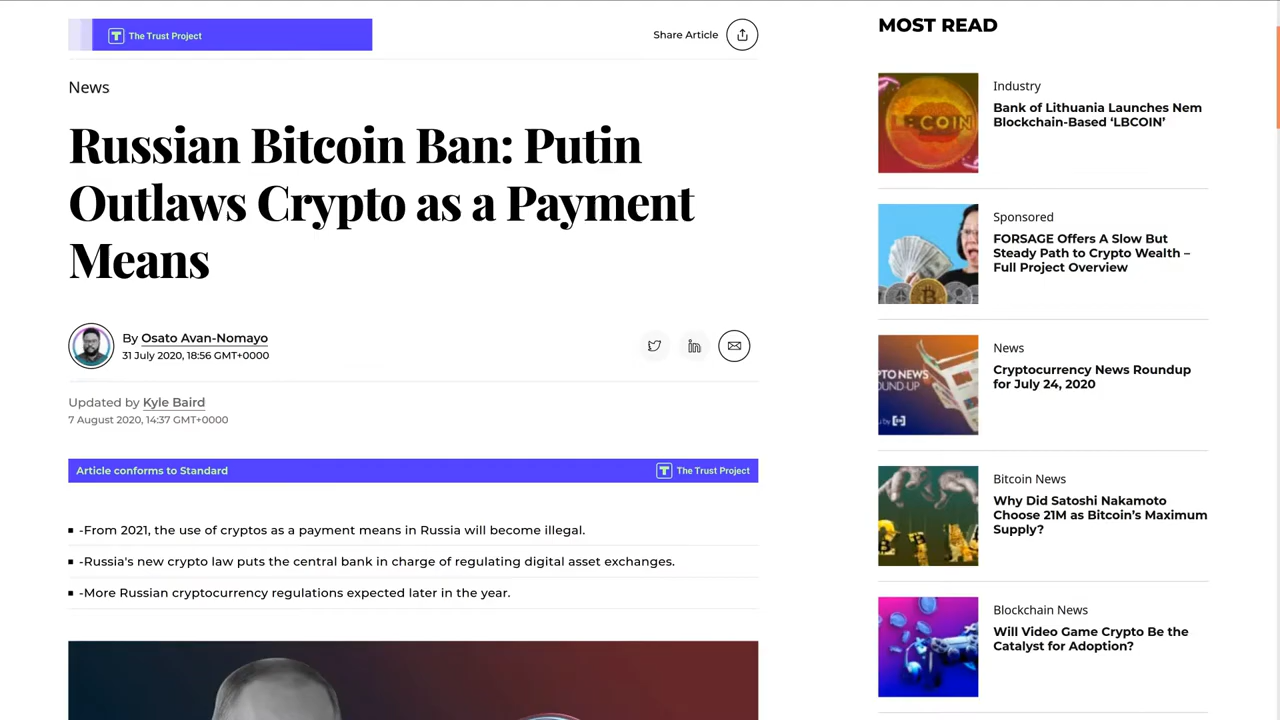 The Trust Project
Share Article
News
Russian Bitcoin Ban: Putin
Outlaws Crypto as a Payment
Means
By Osato Avan-Nomayo
31 July 2020, 18:56 GMT+0000
Updated by Kyle Baird
7 August 2020, 14:37 GMT+0000
Article conforms to Standard
The Trust Project
-From 2021, the use of cryptos as a payment means in Russia will become illegal.
-Russia's new crypto law puts the central bank in charge of regulating digital asset exchanges.
-More Russian cryptocurrency regulations expected later in the year.
MOST READ
LBCOIN
Industry
Bank of Lithuania Launches Nem
Blockchain-Based ‘LBCOIN’
Sponsored
FORSAGE Offers A Slow But
Steady Path to Crypto Wealth –
Full Project Overview
PTO NEWS
UND-UP
News
Cryptocurrency News Roundup
for July 24, 2020
Bitcoin News
Why Did Satoshi Nakamoto
Choose 21M as Bitcoin’s Maximum
Supply?
Blockchain News
Will Video Game Crypto Be the
Catalyst for Adoption?